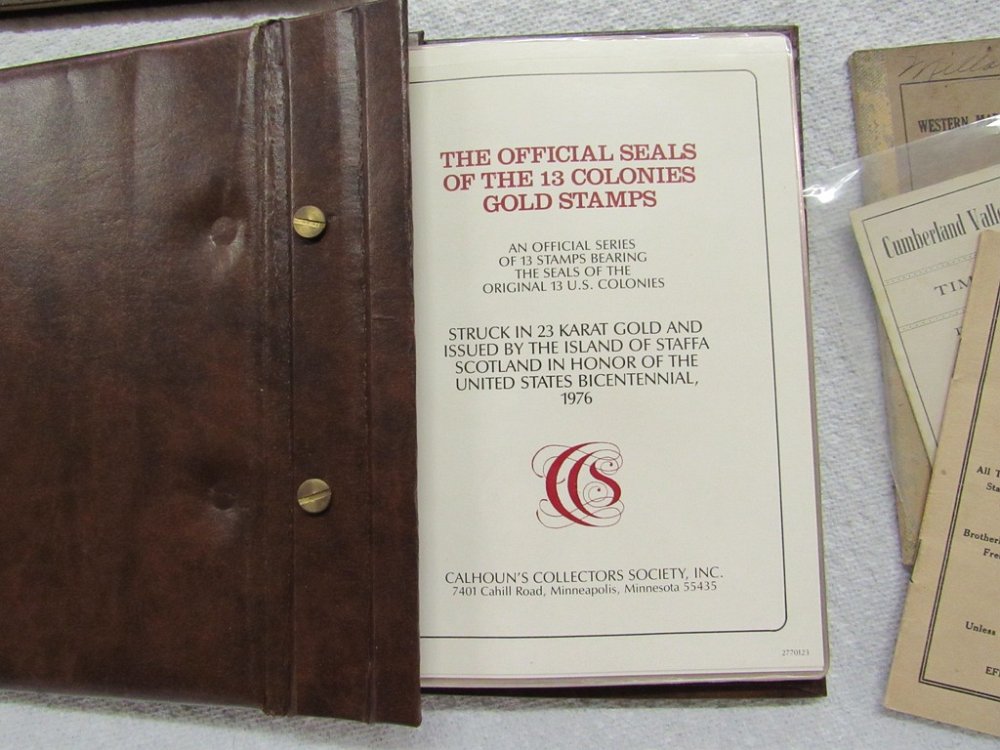 THE OFFICIAL SEALS
OF THE 13 COLONIES
GOLD STAMPS
AN OFFICIAL SERIES
OF 13 STAMPS BEARING
THE SEALS OF THE
ORIGINAL 13 U.S. COLONIES
STRUCK IN 23 KARAT GOLD AND
ISSUED BY THE ISLAND OF STAFFA
SCOTLAND IN HONOR OF THE
UNITED STATES BICENTENNIAL,
1976
CCS
CALHOUN'S COLLECTORS SOCIETY, INC.
7401 Cahill Road, Minneapolis, Minnesota 55435
2770123
WESTERN
Cumberland
TIM
All
Unless